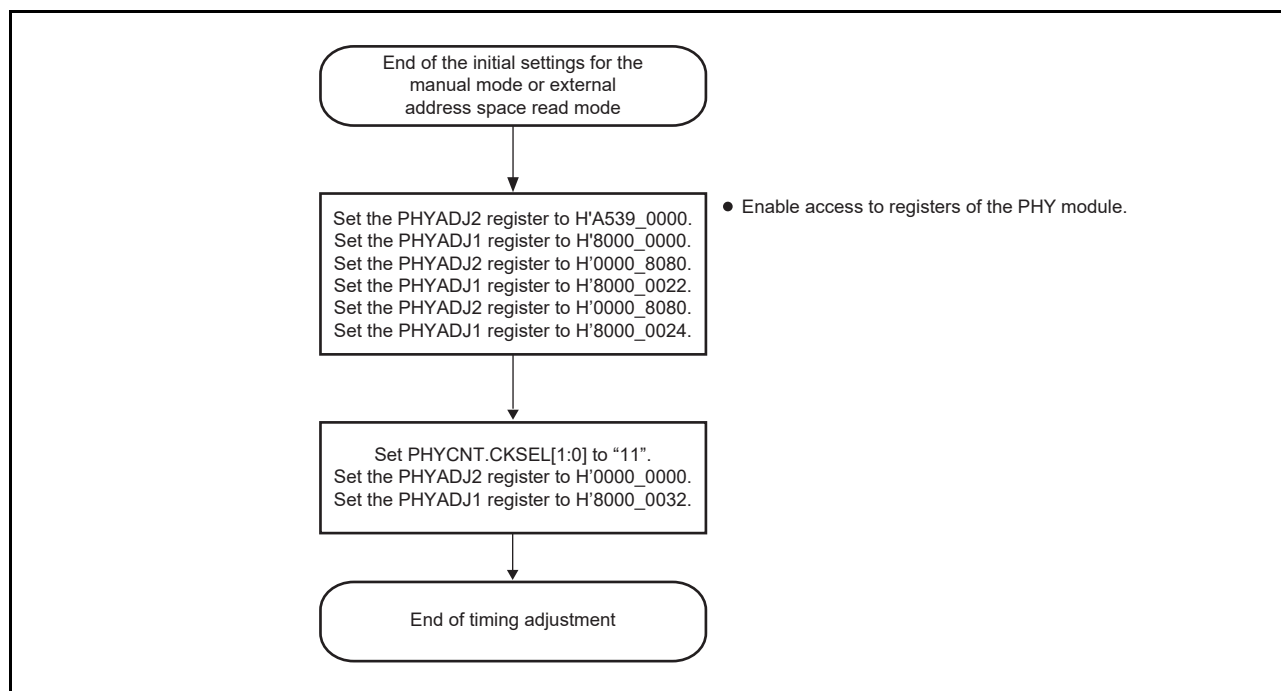 End of the initial settings for the
manual mode or external
address space read mode
Set the PHYADJ2 register to H'A539_0000.
Set the PHYADJ1 register to H'8000_0000.
Set the PHYADJ2 register to H’0000_8080.
Set the PHYADJ1 register to H’8000_0022.
Set the PHYADJ2 register to H’0000_8080.
Set the PHYADJ1 register to H’8000_0024.
● Enable access to registers of the PHY module.
Set PHYCNT.CKSEL[1:0] to “11”.
Set the PHYADJ2 register to H’0000_0000.
Set the PHYADJ1 register to H’8000_0032.
End of timing adjustment